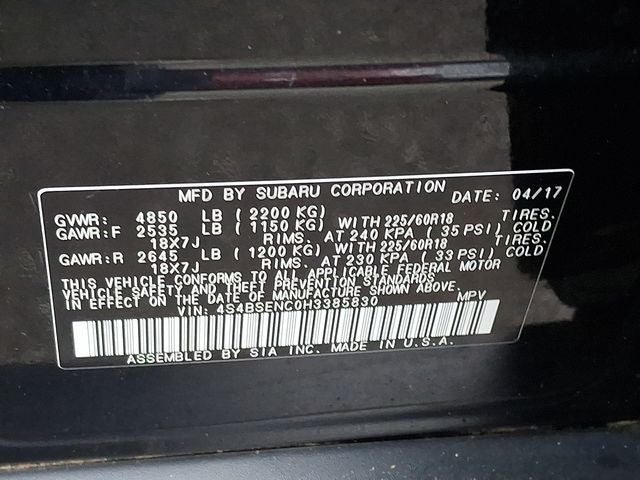 MFD BY SUBARU CORPORATION DATE: 04/17
GVWR: 4850 LB (2200 KG)
GAWR:F 2535 LB (1150 KG) WITH 225/60R18 TIRES.
18X7J RIMS. AT 240 KPA (35 PSI) COLD
GAWR:R 2645 LB (1200 KG) WITH 225/60R18 TIRES.
18X7J RIMS. AT 230 KPA (33 PSI) COLD
THIS VEHICLE CONFORMS TO ALL APPLICABLE FEDERAL MOTOR
VEHICLE SAFETY AND THEFT PREVENTION STANDARDS
IN EFFECT ON THE DATE OF MANUFACTURE SHOWN ABOVE.
VIN: 4S4BSENC0H3385830 MPV
ASSEMBLED BY SIA INC. MADE IN U.S.A.